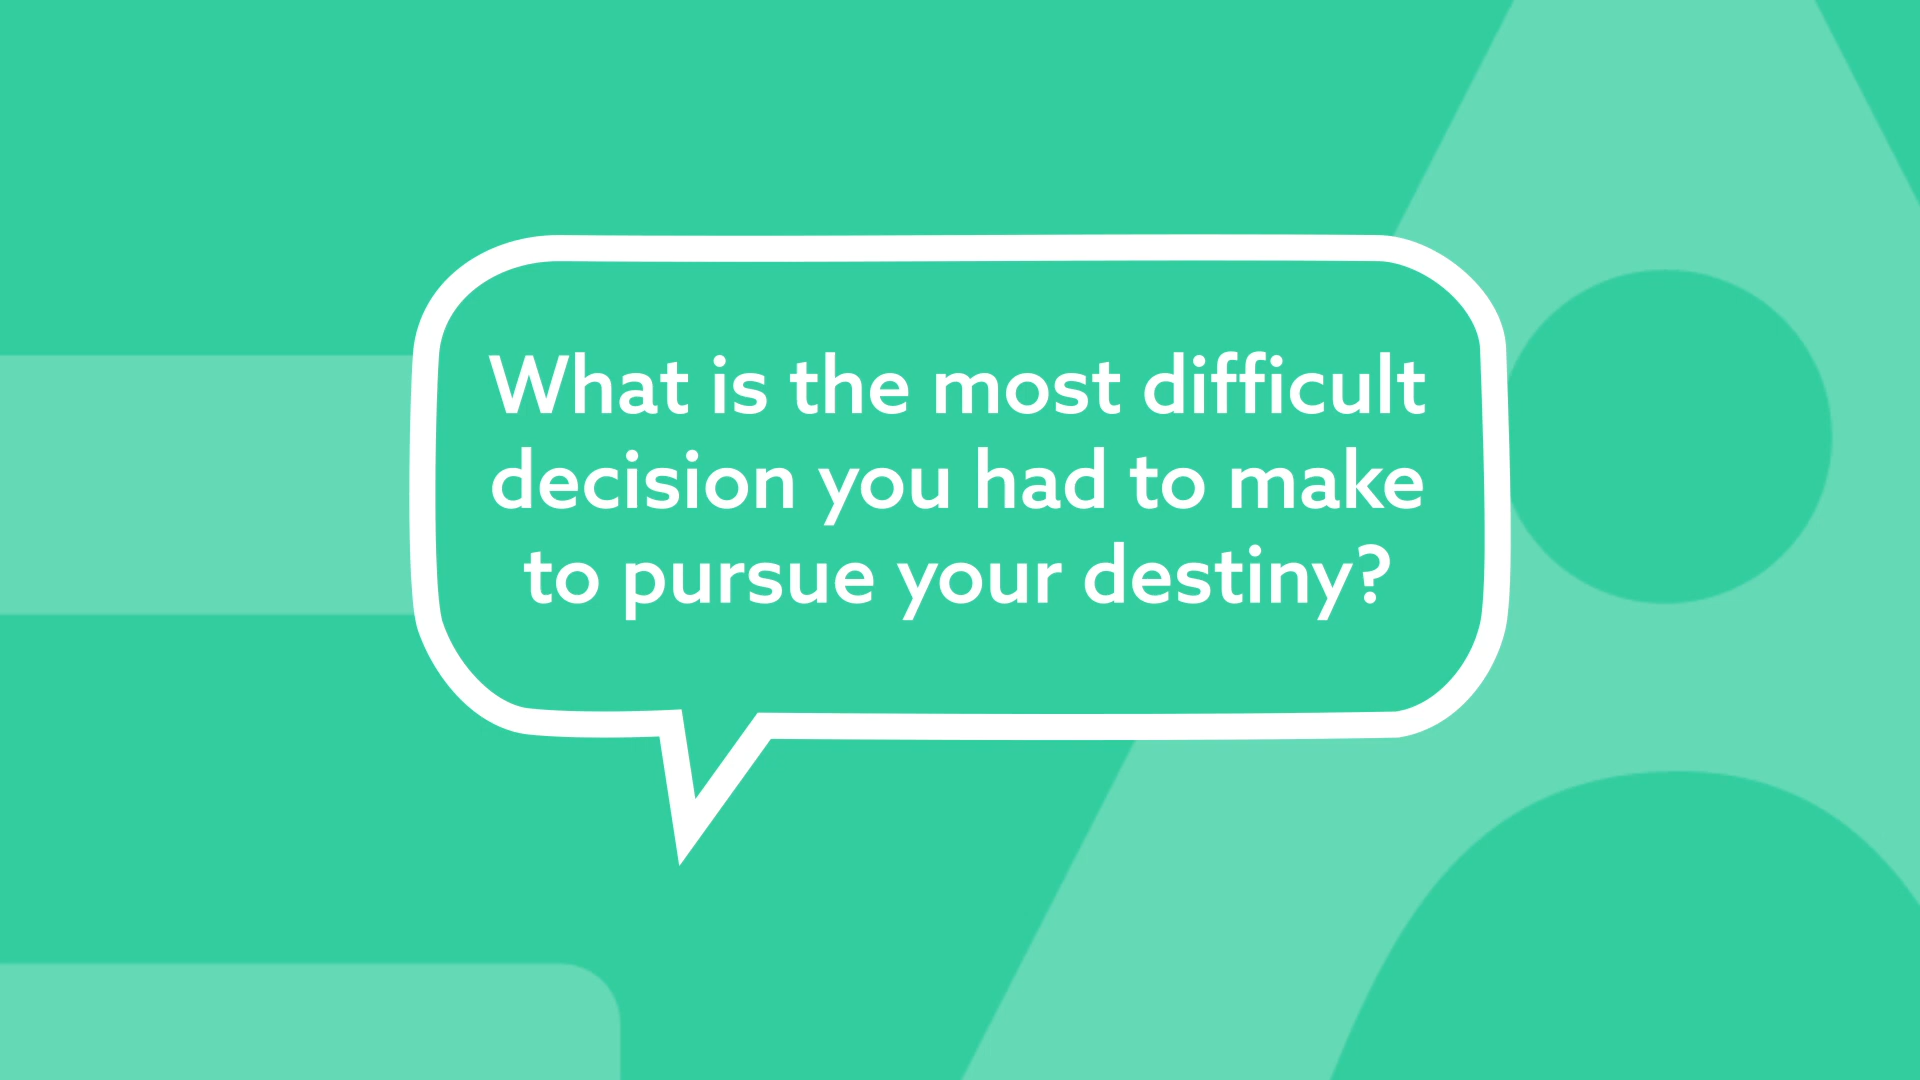 What is the most difficult
decision you had to make
to pursue your destiny?